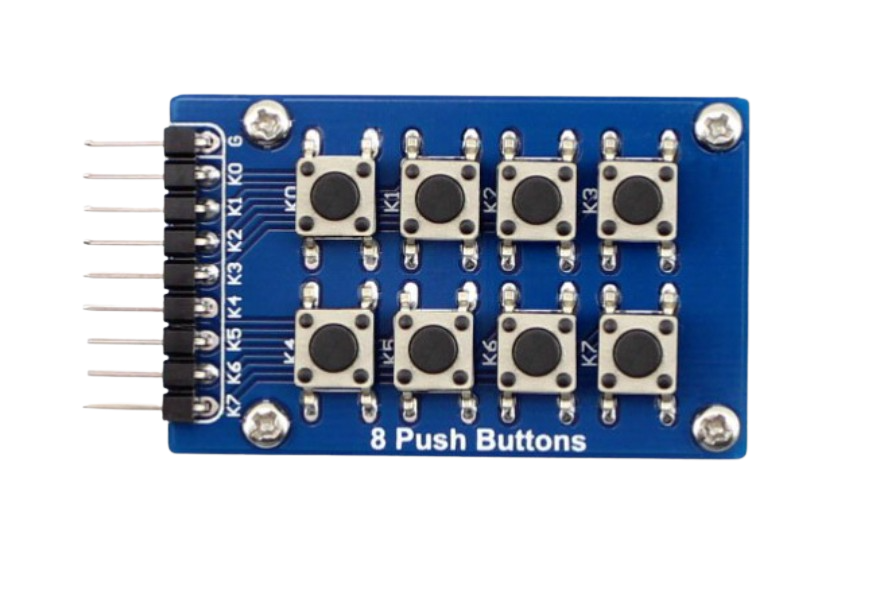 G
K0
K1
K2
K3
K4
K5
K6
K7
K0 K1 K2 K3
K4 K5 K6 K7
8 Push Buttons